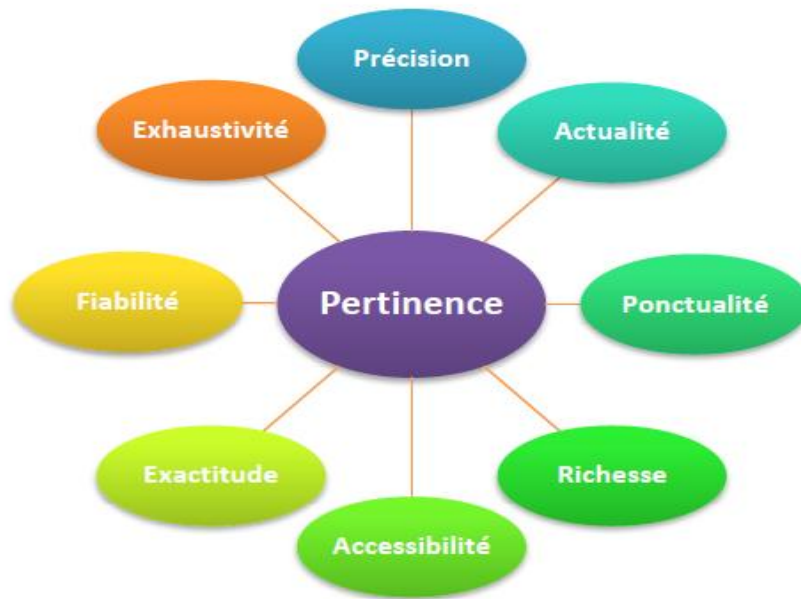 Précision
Exhaustivité
Actualité
Fiabilité
Pertinence
Ponctualité
Exactitude
Richesse
Accessibilité